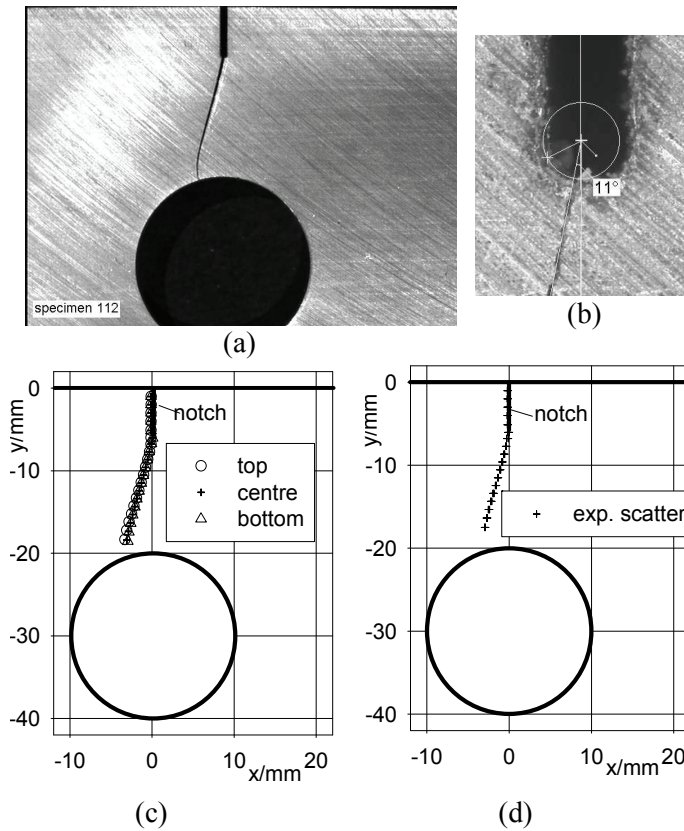 specimen 112
(a)
11°
(b)
0
-10
-20
-30
-40
y/mm
notch
top
centre
bottom
-10
0
10
20
x/mm
(c)
0
-10
-20
-30
-40
y/mm
notch
exp. scatter
-10
0
10
20
x/mm
(d)